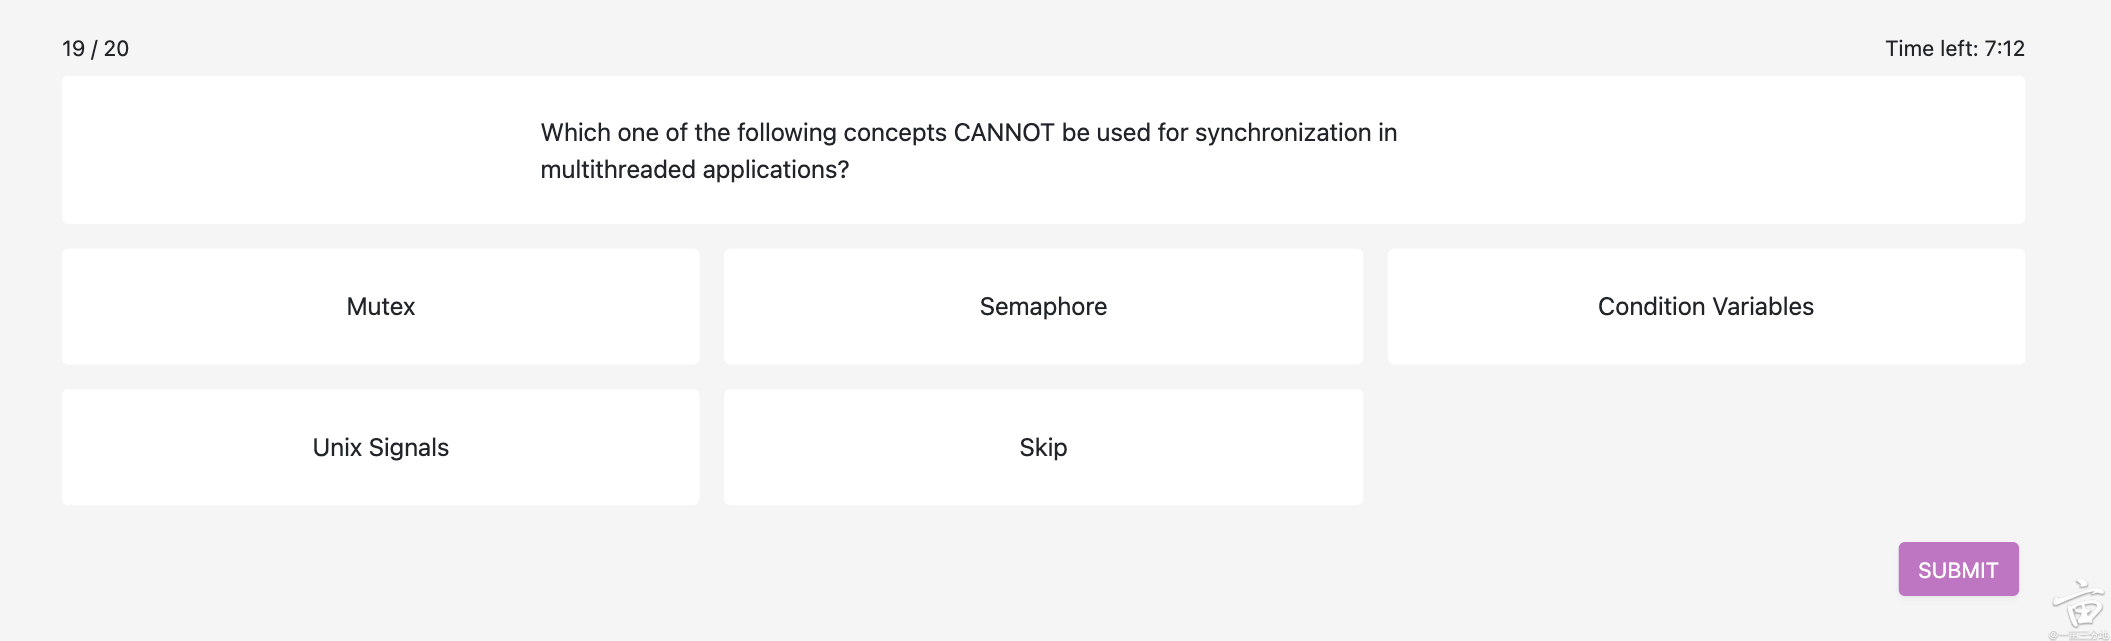 19 / 20
Time left: 7:12
Which one of the following concepts CANNOT be used for synchronization in
multithreaded applications?
Mutex
Semaphore
Condition Variables
Unix Signals
Skip
SUBMIT
亩